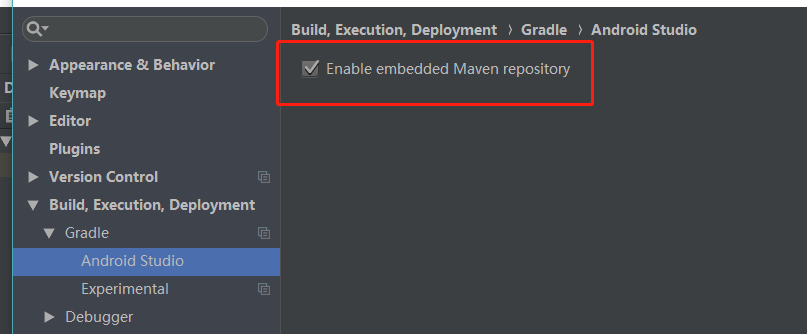 Build, Execution, Deployment 〉 Gradle 〉 Android Studio
Enable embedded Maven repository
Appearance & Behavior
Keymap
Editor
Plugins
Version Control
Build, Execution, Deployment
Gradle
Android Studio
Experimental
Debugger